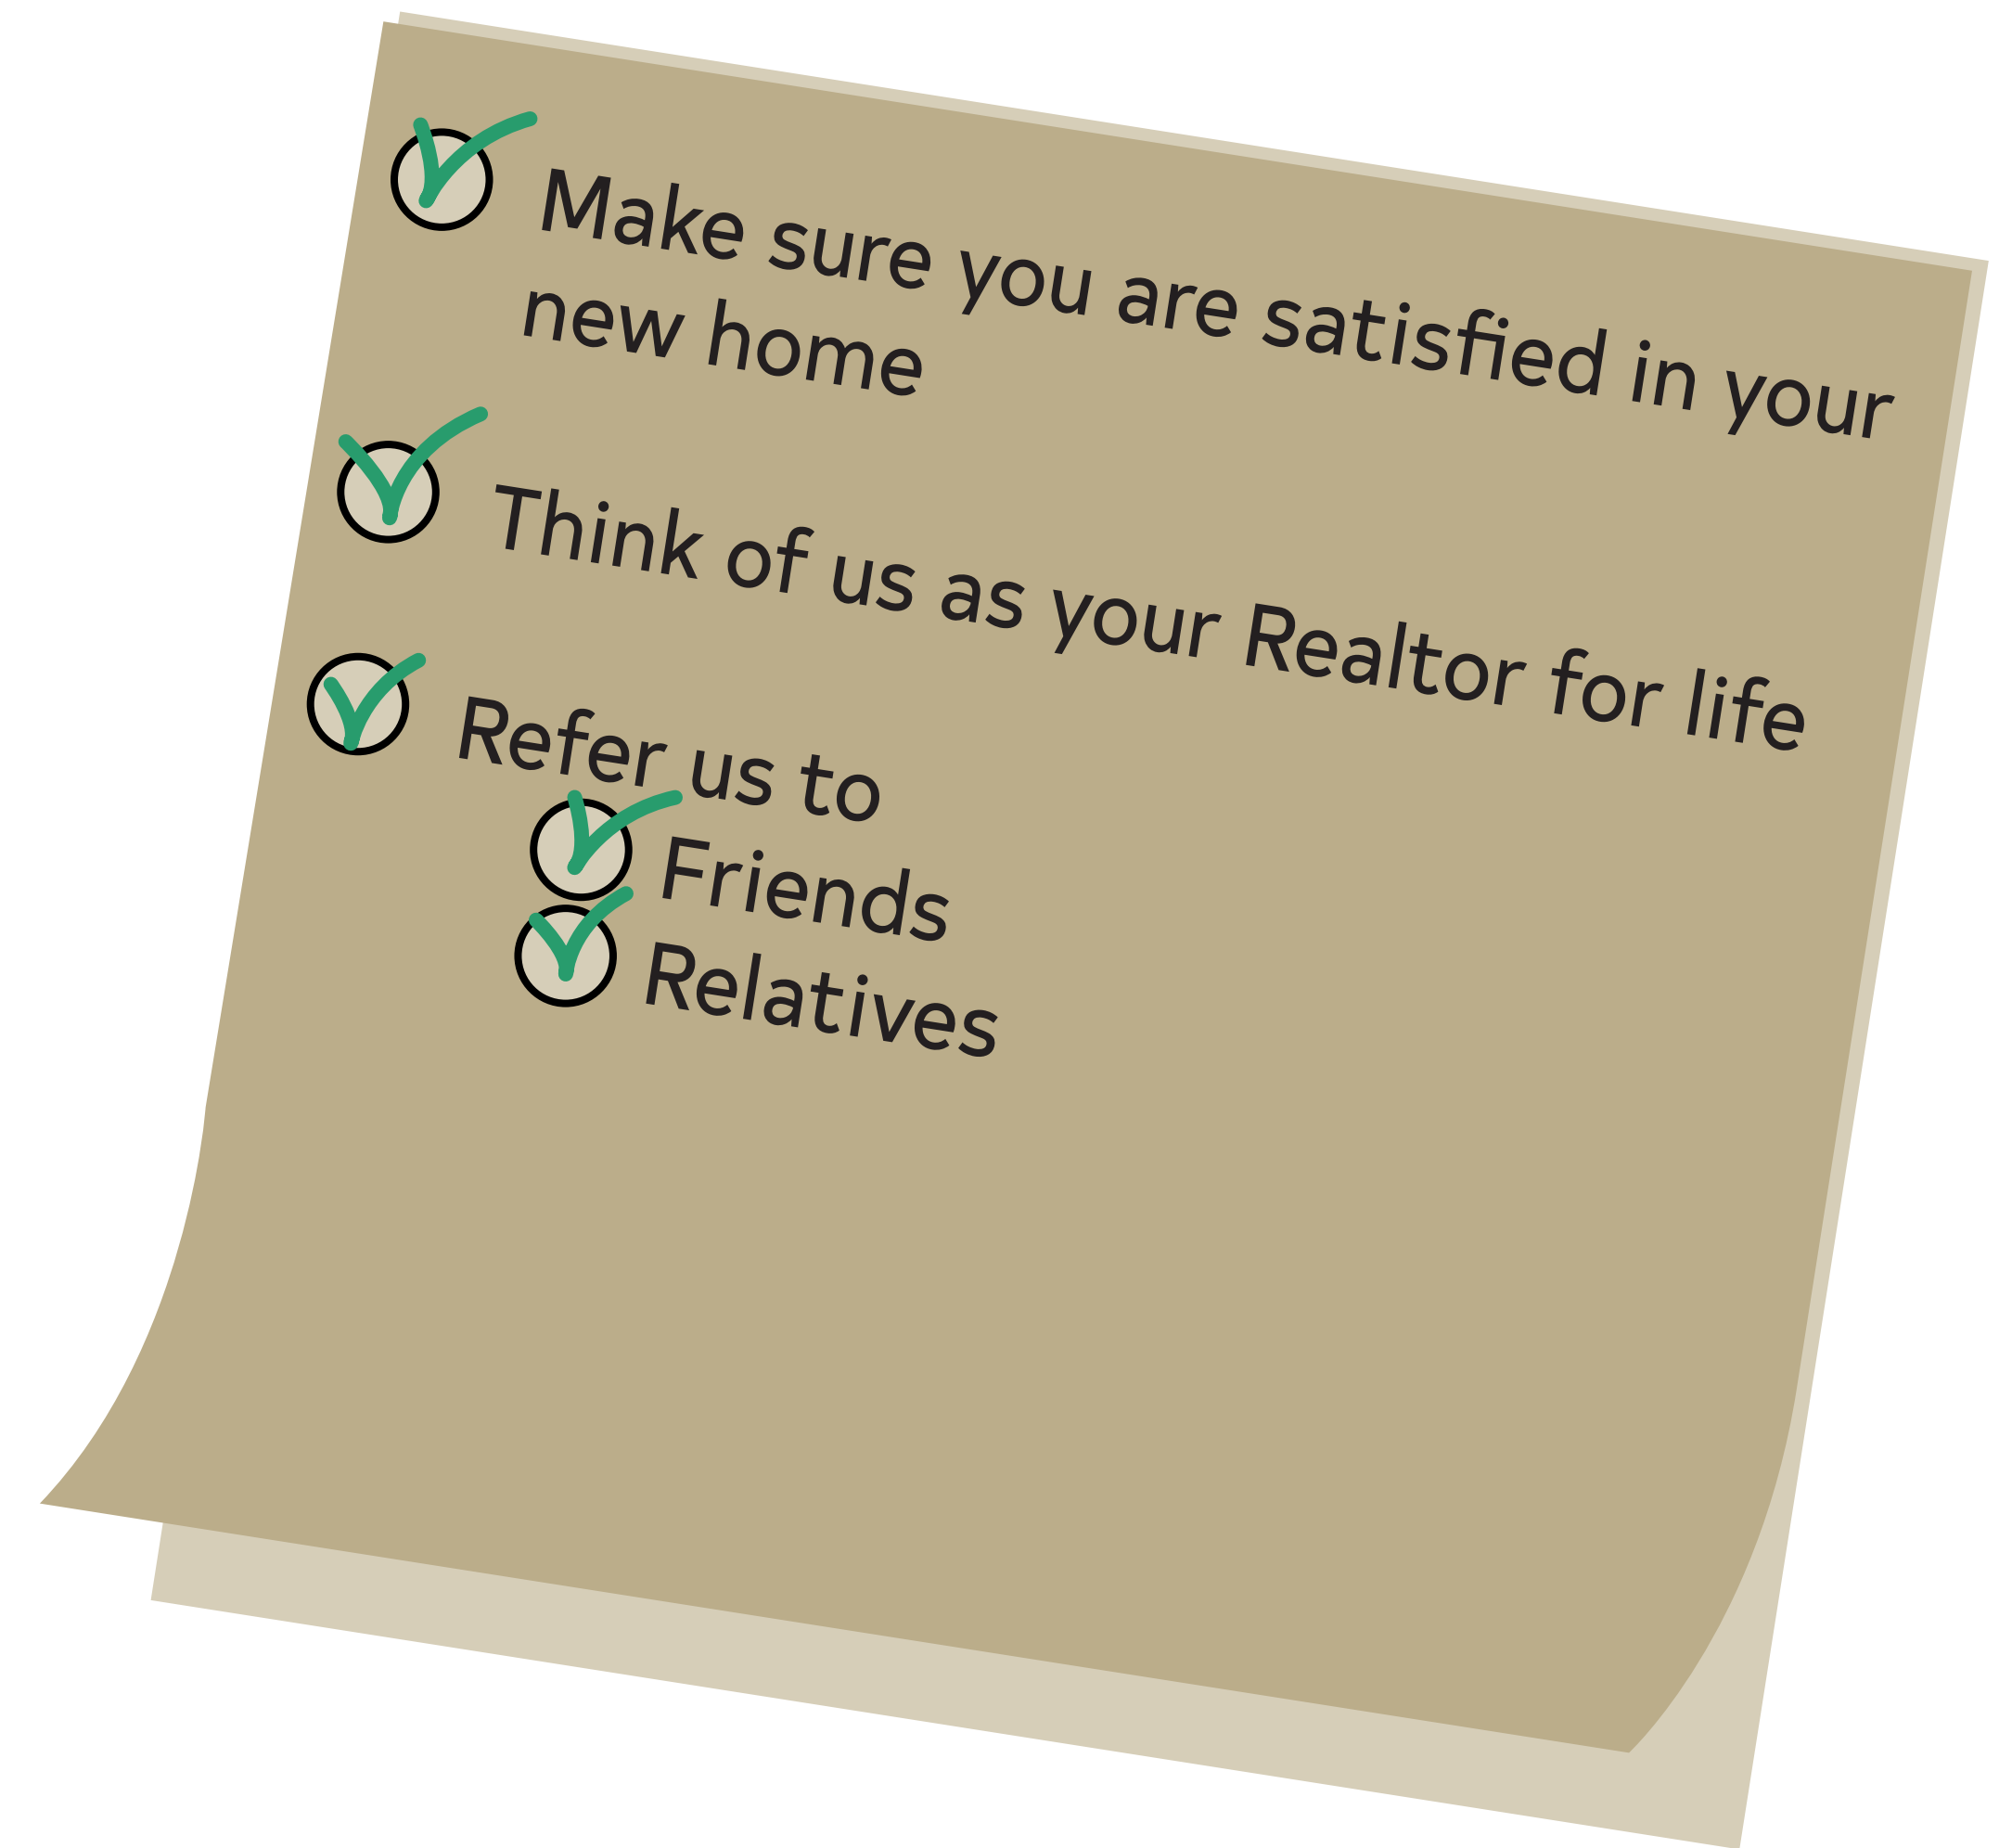 Make sure you are satisfied in your
new home
Think of us as your Realtor for life
Refer us to
Friends
Relatives